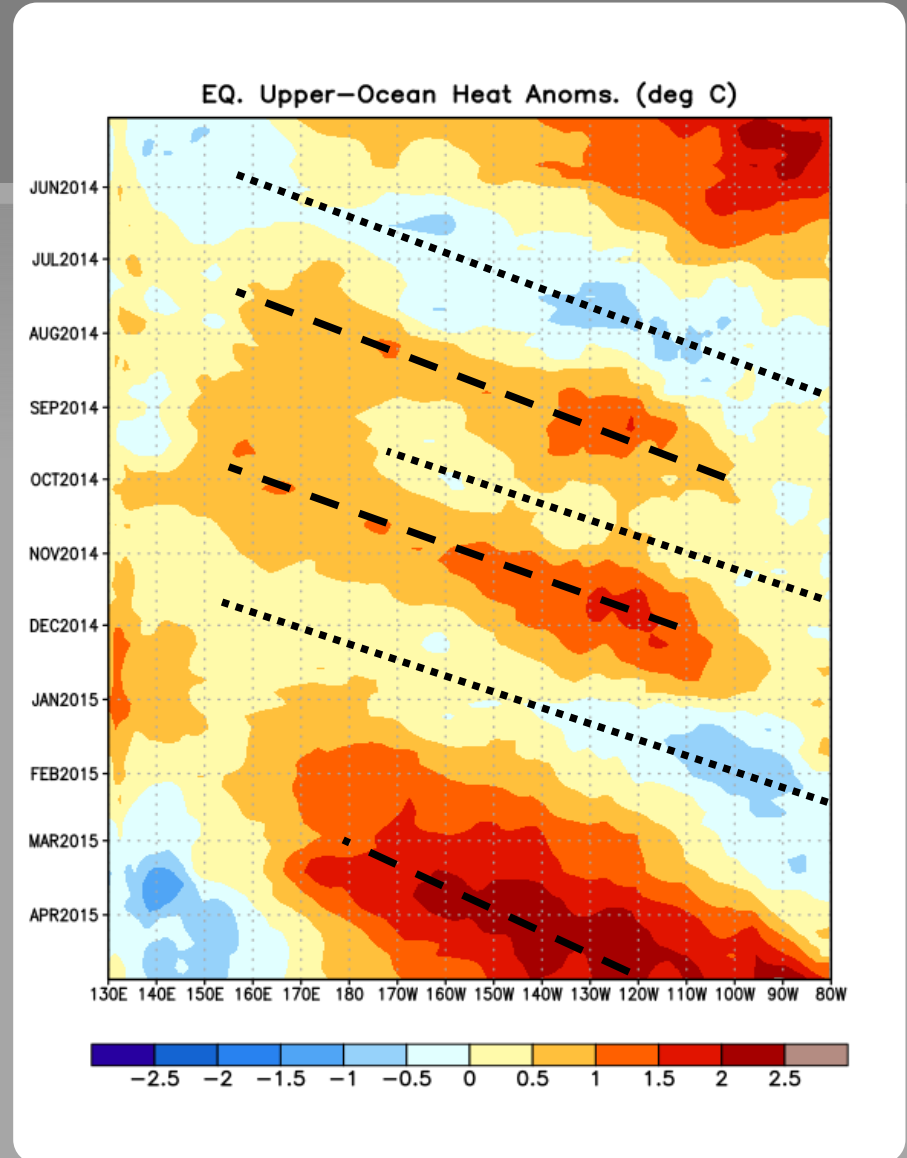 EQ. Upper-Ocean Heat Anoms. (deg C)
JUN2014
JUL2014
AUG2014
SEP2014
OCT2014
NOV2014
DEC2014
JAN2015
FEB2015
MAR2015
APR2015
130E 140E 150E 160E 170E 180 170W 160W 150W 140W 130W 120W 110W 100W 90W 80W
−2.5 −2 −1.5 −1 −0.5 0 0.5 1 1.5 2 2.5